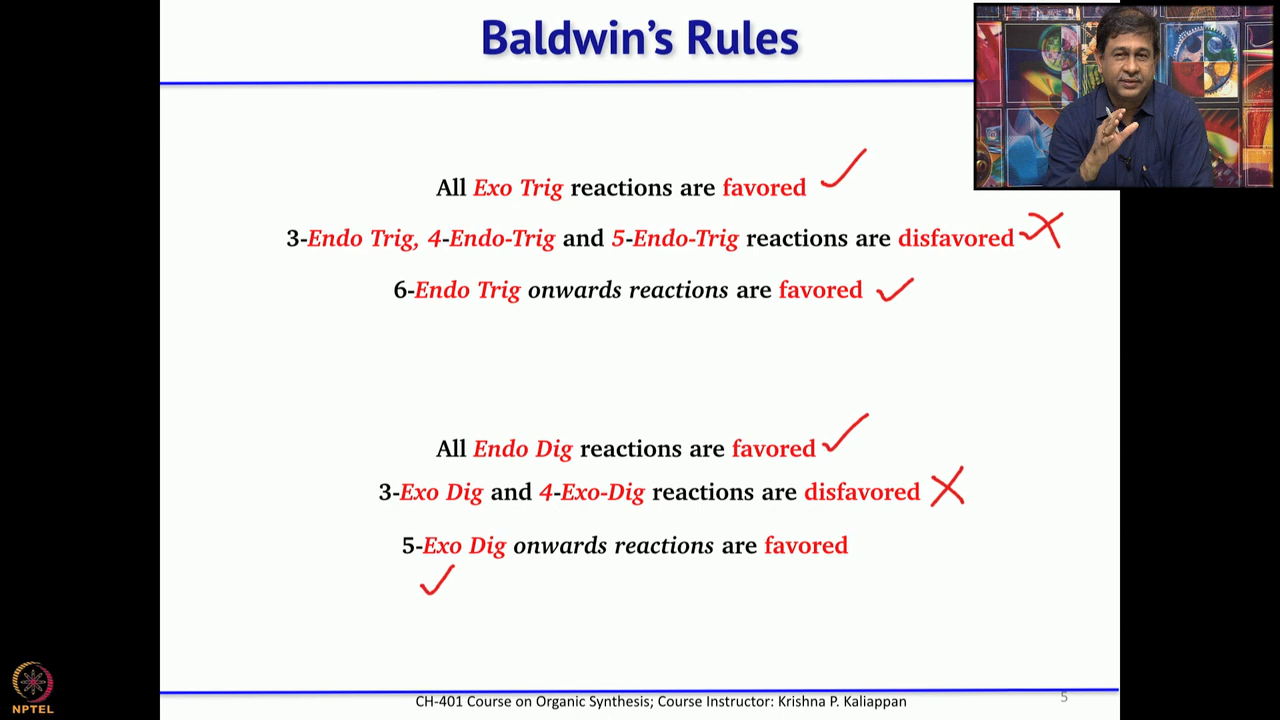 Baldwin's Rules
All Exo Trig reactions are favored
3-Endo Trig, 4-Endo-Trig and 5-Endo-Trig reactions are disfavored
6-Endo Trig onwards reactions are favored
All Endo Dig reactions are favored
3-Exo Dig and 4-Exo-Dig reactions are disfavored
5-Exo Dig onwards reactions are favored
CH-401 Course on Organic Synthesis; Course Instructor: Krishna P. Kaliappan
5
NPTEL